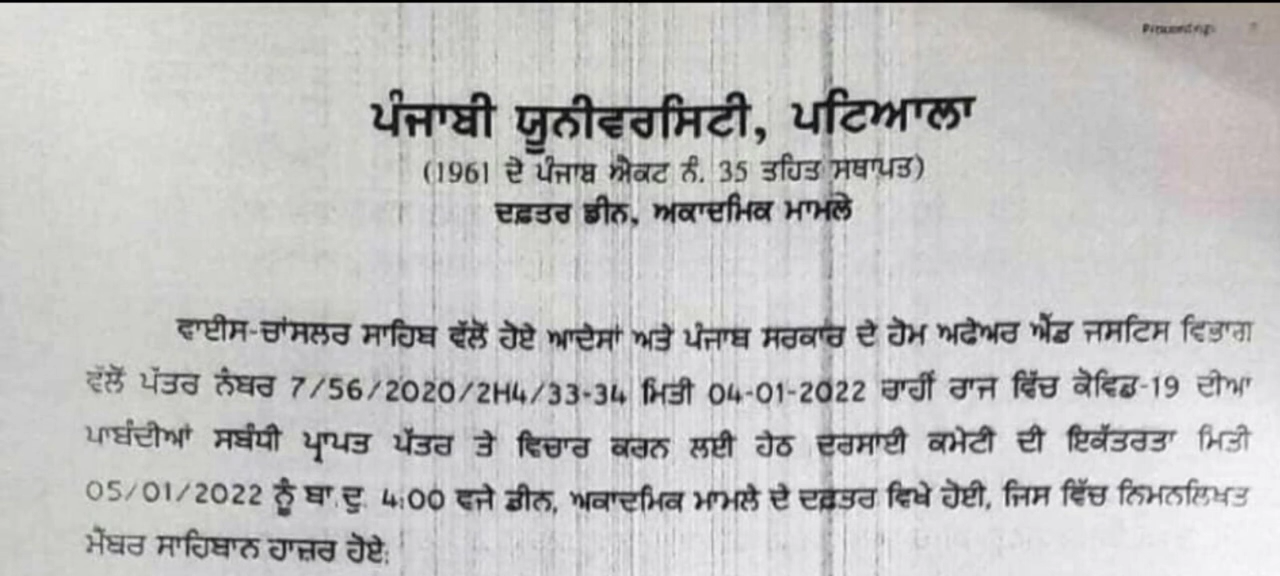 Proceedings
ਪੰਜਾਬੀ ਯੂਨੀਵਰਸਿਟੀ, ਪਟਿਆਲਾ
(1961 ਦੇ ਪੰਜਾਬ ਐਕਟ ਨੰ. 35 ਤਹਿਤ ਸਥਾਪਤ)
ਦਫ਼ਤਰ ਡੀਨ, ਅਕਾਦਮਿਕ ਮਾਮਲੇ
ਵਾਈਸ-ਚਾਂਸਲਰ ਸਾਹਿਬ ਵੱਲੋਂ ਹੋਏ ਆਦੇਸਾਂ ਅਤੇ ਪੰਜਾਬ ਸਰਕਾਰ ਦੇ ਹੋਮ ਅਫੇਅਰ ਐਂਡ ਜਸਟਿਸ ਵਿਭਾਗ
ਵੱਲੋਂ ਪੱਤਰ ਨੰਬਰ 7/56/2020/2H4/33-34 ਮਿਤੀ 04-01-2022 ਰਾਹੀਂ ਰਾਜ ਵਿੱਚ ਕੋਵਿਡ-19 ਦੀਆ
ਪਾਬੰਦੀਆਂ ਸਬੰਧੀ ਪ੍ਰਾਪਤ ਪੱਤਰ ਤੇ ਵਿਚਾਰ ਕਰਨ ਲਈ ਹੇਠ ਦਰਸਾਈ ਕਮੇਟੀ ਦੀ ਇਕੱਤਰਤਾ ਮਿਤੀ
05/01/2022 ਨੂੰ ਬਾ.ਦੁ. 4:00 ਵਜੇ ਡੀਨ, ਅਕਾਦਮਿਕ ਮਾਮਲੇ ਦੇ ਦਫ਼ਤਰ ਵਿਖੇ ਹੋਈ, ਜਿਸ ਵਿੱਚ ਨਿਮਨਲਿਖਤ
ਮੈਂਬਰ ਸਾਹਿਬਾਨ ਹਾਜ਼ਰ ਹੋਏ: